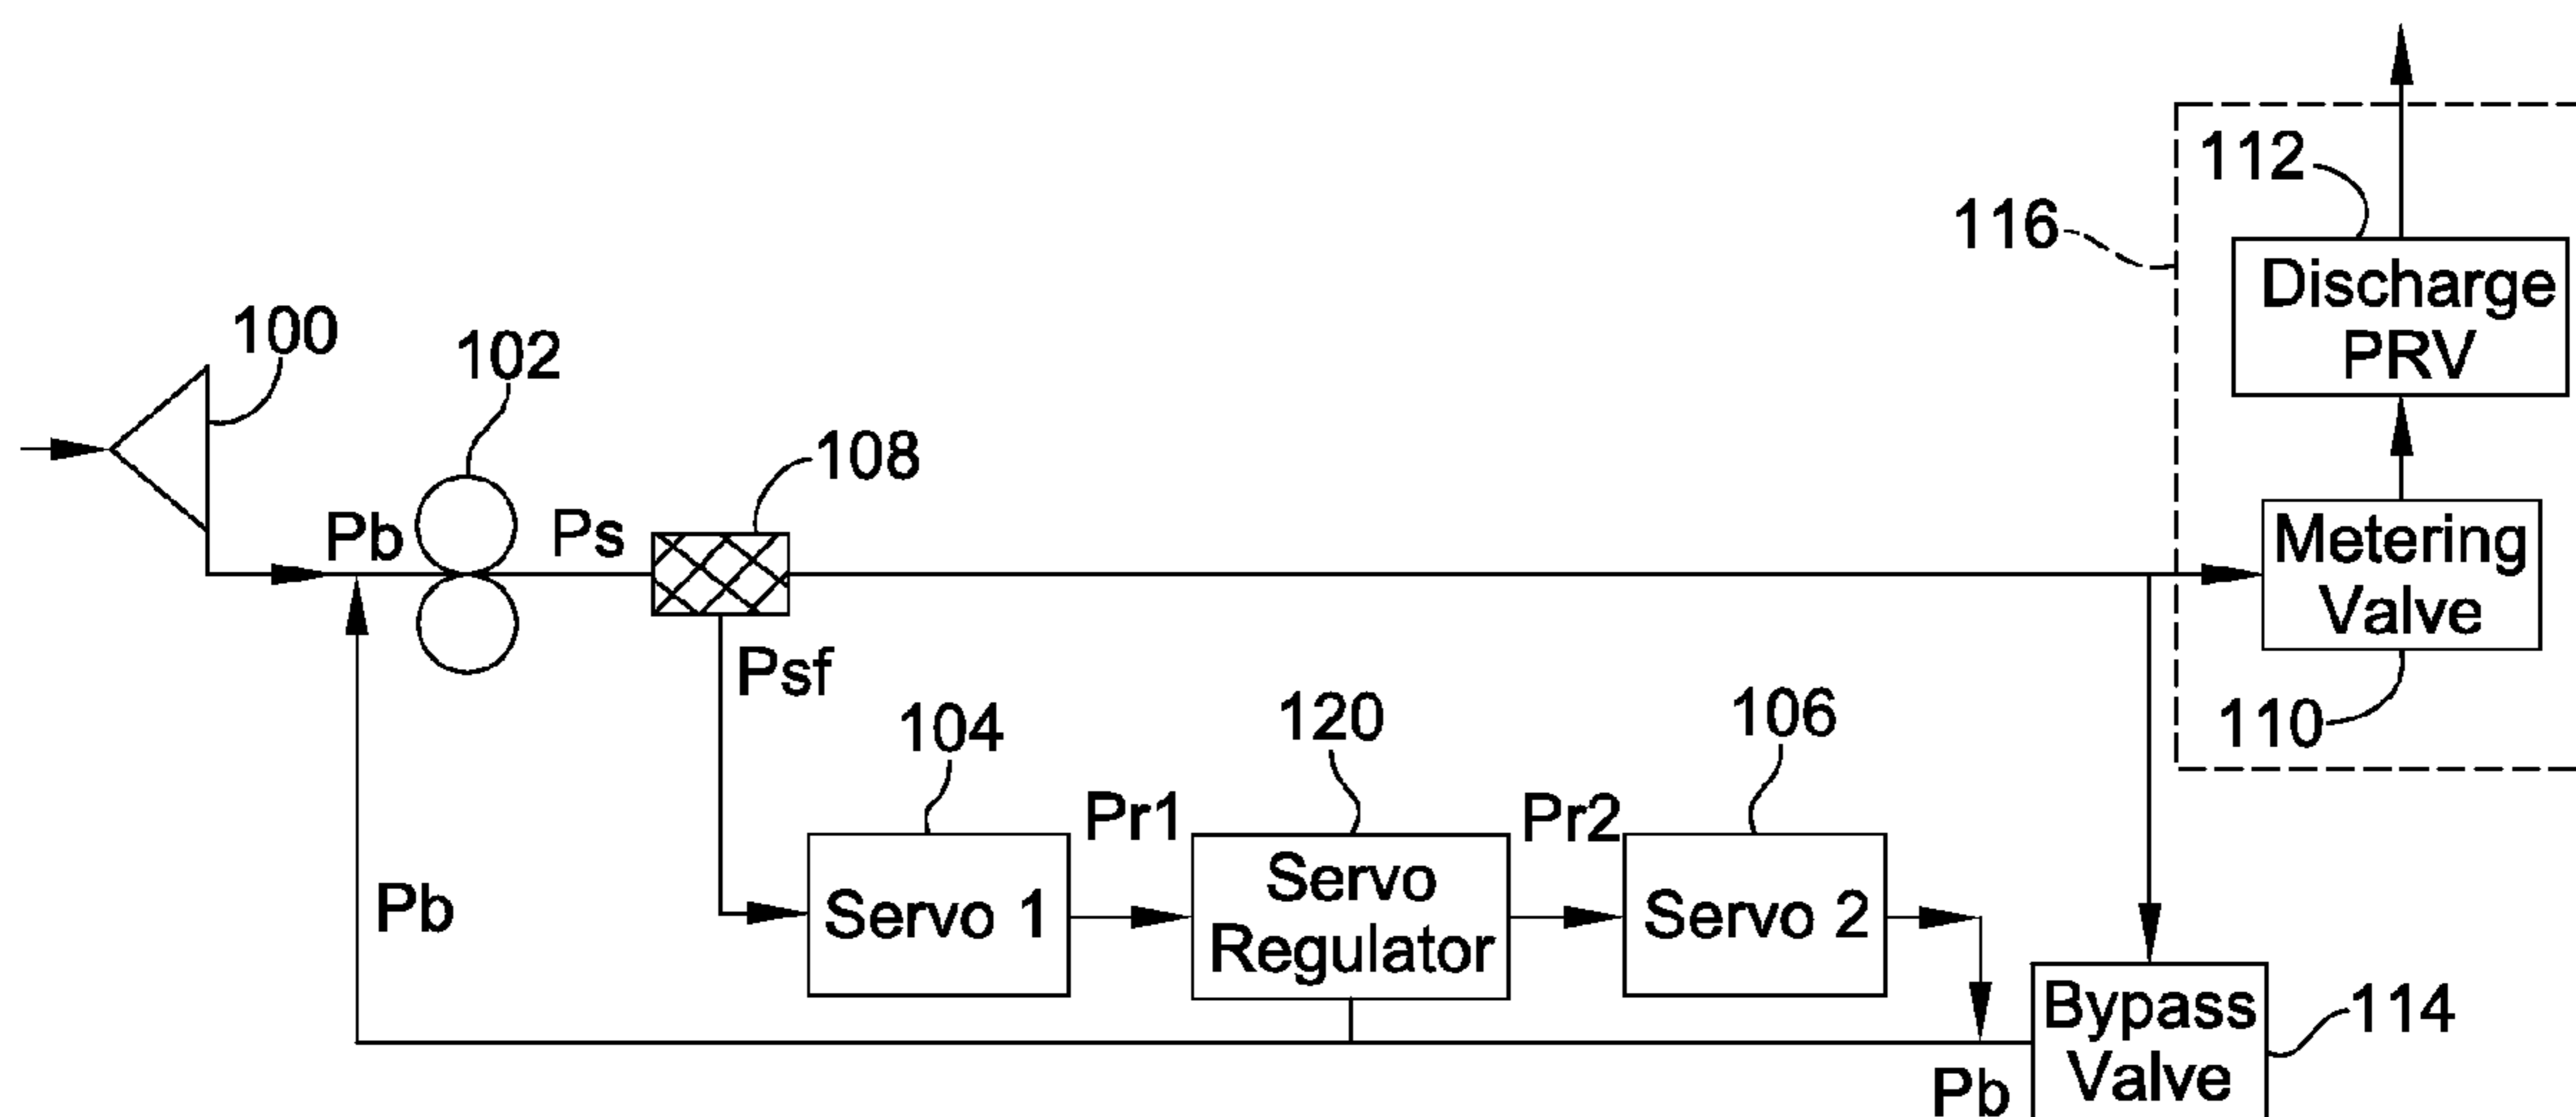 112
116
Discharge
PRV
100
102
108
Pb
Ps
Metering
Valve
Psf
110
104
120
106
Pr1
Pr2
Pb
Servo 1
Servo
Regulator
Servo 2
Bypass
Valve
114
Pb